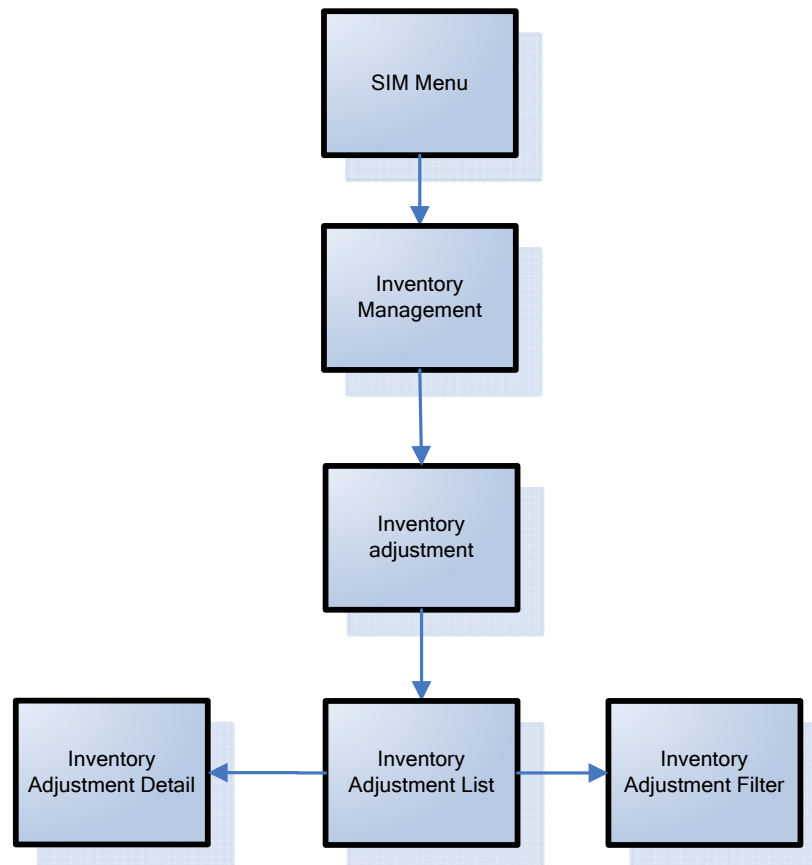 SIM Menu
Inventory
Management
Inventory
adjustment
Inventory
Adjustment Detail
Inventory
Adjustment List
Inventory
Adjustment Filter